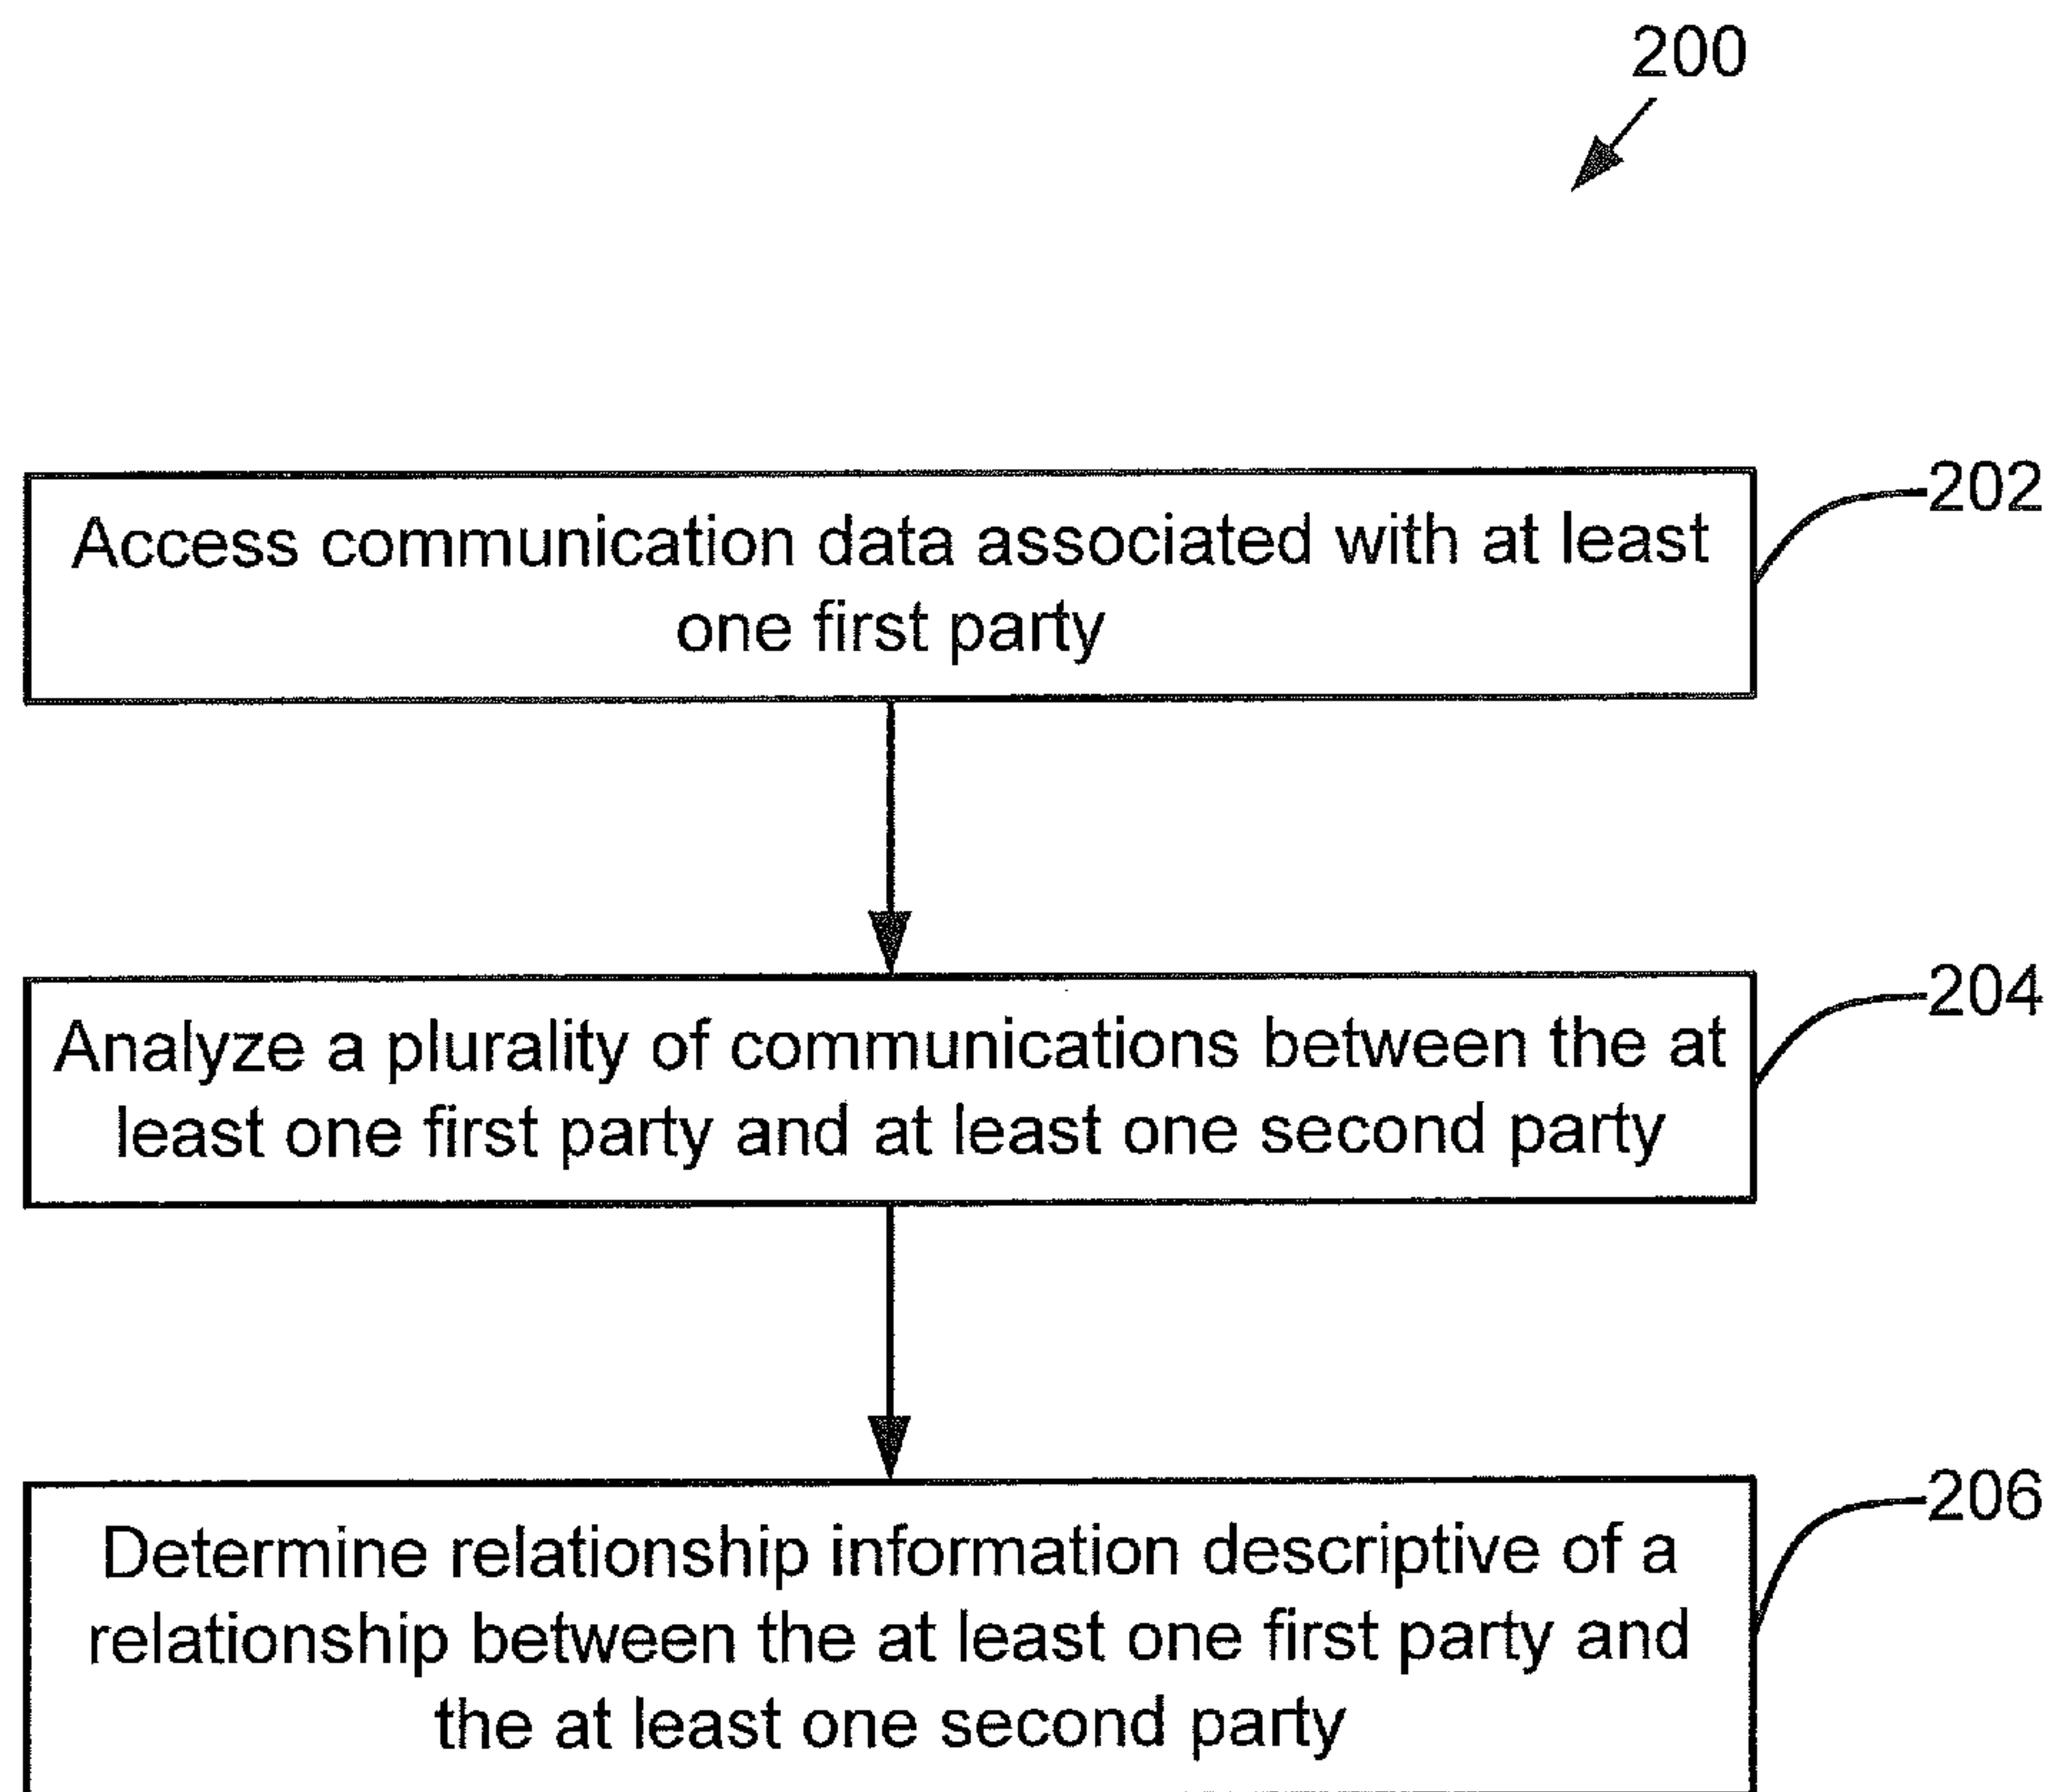 200
Access communication data associated with at least
one first party
202
Analyze a plurality of communications between the at
least one first party and at least one second party
204
Determine relationship information descriptive of a
relationship between the at least one first party and
the at least one second party
206